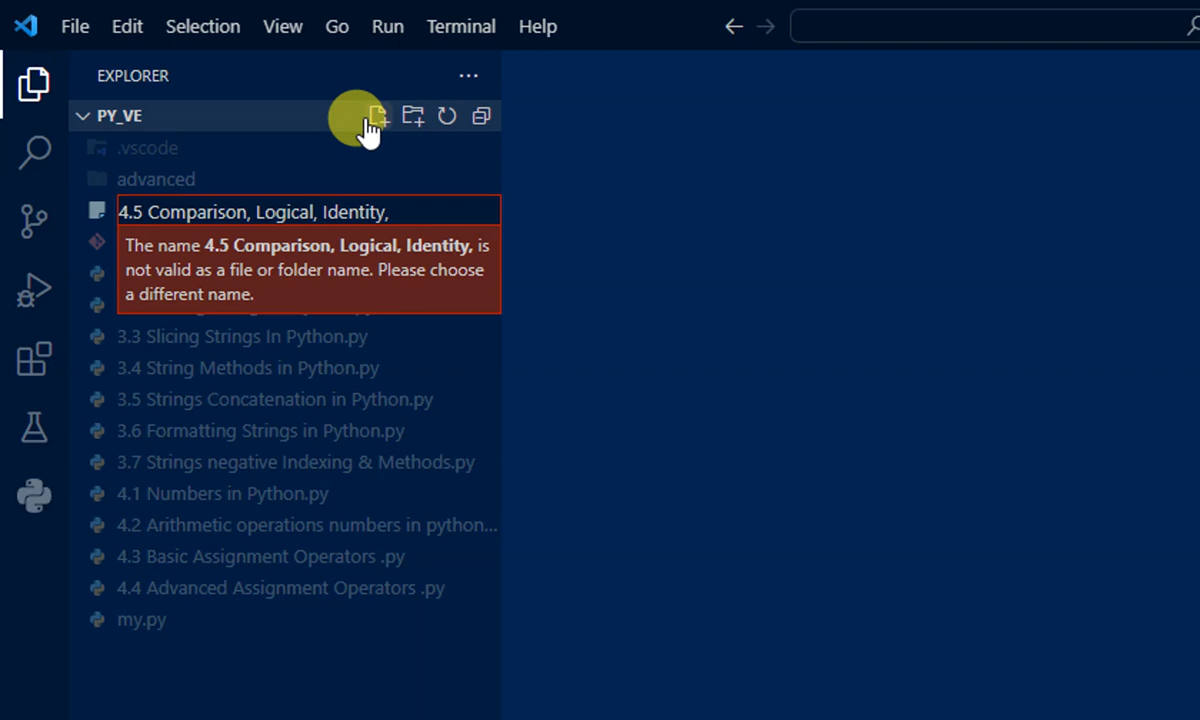 File Edit Selection View Go Run Terminal Help
EXPLORER
PY_VE
.vscode
advanced
4.5 Comparison, Logical, Identity,
The name 4.5 Comparison, Logical, Identity, is
not valid as a file or folder name. Please choose
a different name.
3.3 Slicing Strings In Python.py
3.4 String Methods in Python.py
3.5 Strings Concatenation in Python.py
3.6 Formatting Strings in Python.py
3.7 Strings negative Indexing & Methods.py
4.1 Numbers in Python.py
4.2 Arithmetic operations numbers in python...
4.3 Basic Assignment Operators .py
4.4 Advanced Assignment Operators .py
my.py